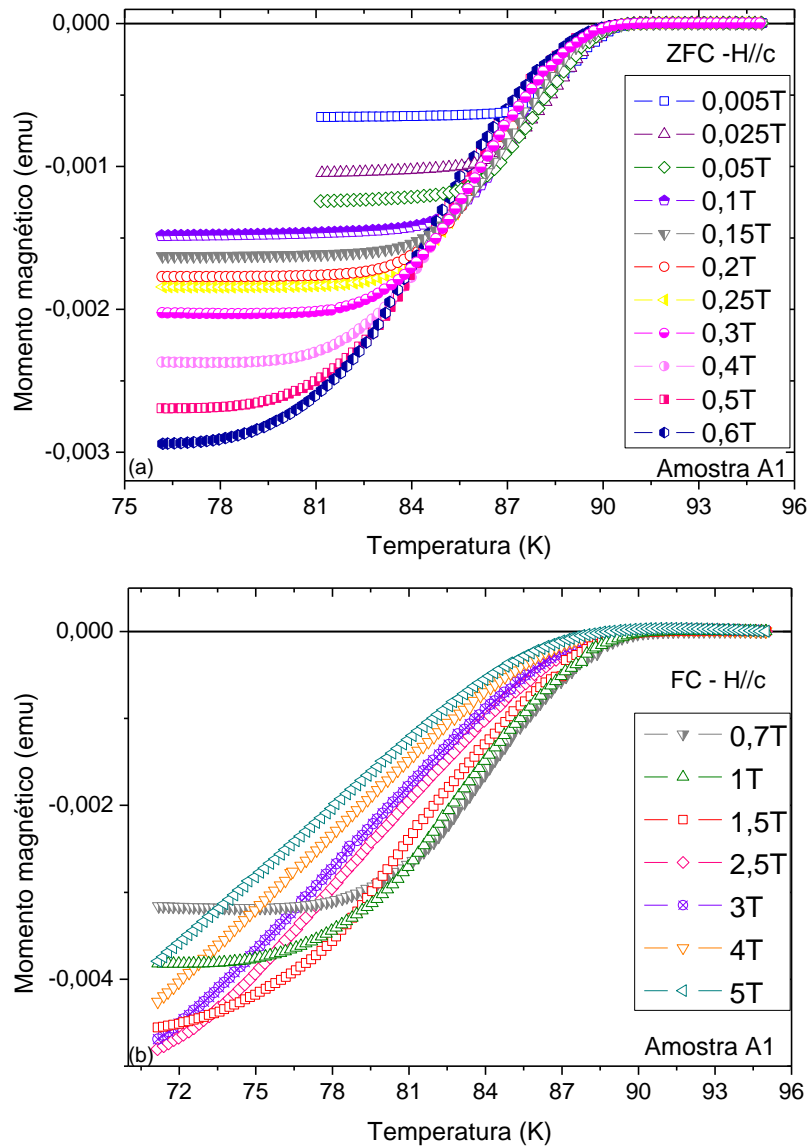 0,000
-0,001
-0,002
-0,003
Momento magnético (emu)
ZFC -H//c
0,005T
0,025T
0,05T
0,1T
0,15T
0,2T
0,25T
0,3T
0,4T
0,5T
0,6T
(a)
Amostra A1
75 78 81 84 87 90 93 96
Temperatura (K)
0,000
-0,002
-0,004
Momento magnético (emu)
FC - H//c
0,7T
1T
1,5T
2,5T
3T
4T
5T
(b)
Amostra A1
72 75 78 81 84 87 90 93 96
Temperatura (K)